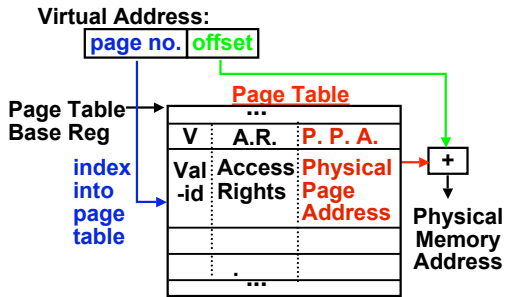 Virtual Address:
page no. offset
Page Table
...
Page Table
Base Reg
V A.R. P. P. A.
+
index
into
page
table
Val
-id
Access
Rights
Physical
Page
Address
Physical
Memory
Address
.
...